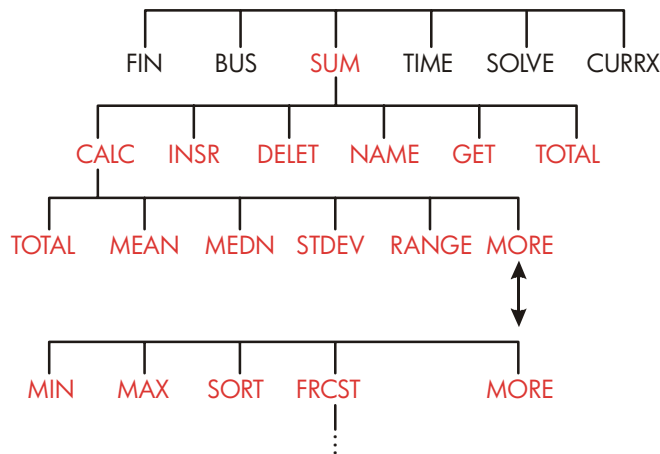 FIN BUS SUM TIME SOLVE CURRX
CALC INSR DELET NAME GET TOTAL
TOTAL MEAN MEDN STDEV RANGE MORE
MIN MAX SORT FRCST MORE